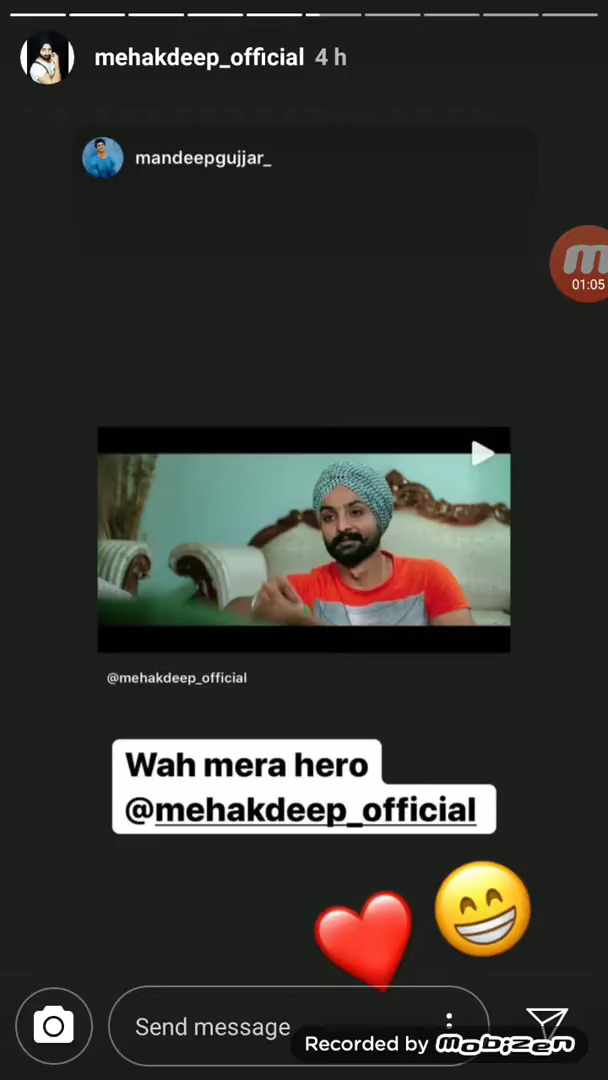 mehakdeep_official 4 h
mandeepgujjar_
m
01:05
@mehakdeep_official
Wah mera hero
@mehakdeep_official
Send message
Recorded by mobizen